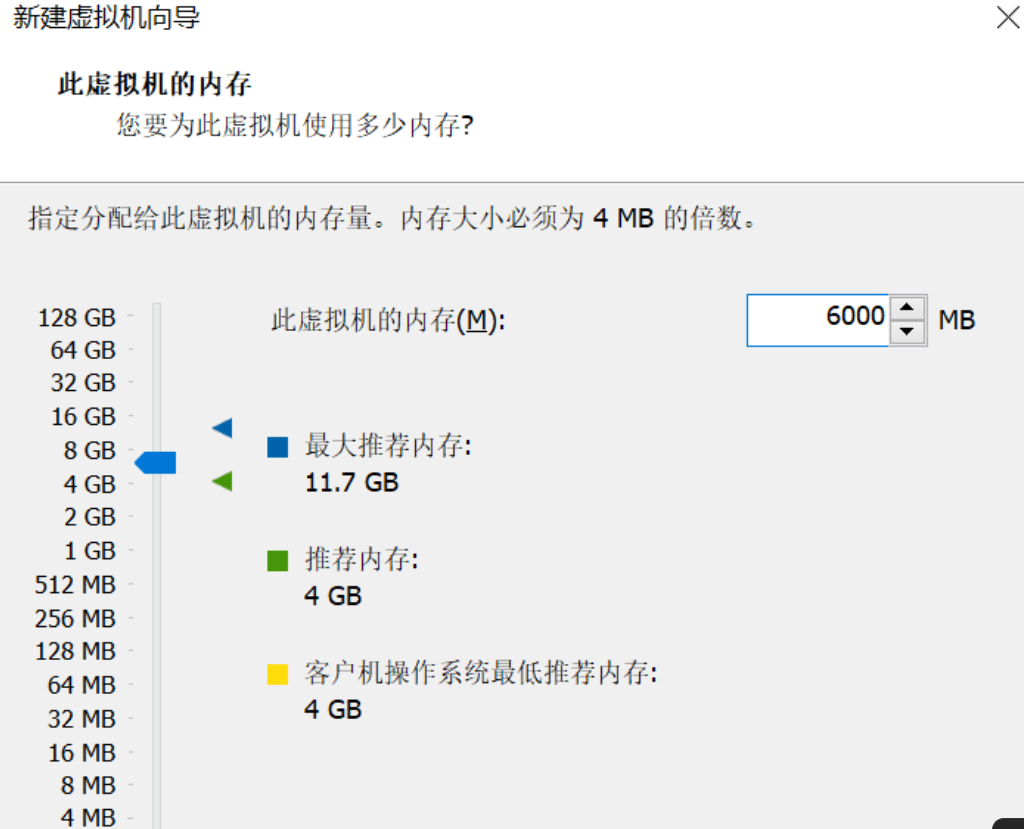 新建虚拟机向导
此虚拟机的内存
您要为此虚拟机使用多少内存?
指定分配给此虚拟机的内存量。内存大小必须为 4 MB 的倍数。
128 GB
64 GB
32 GB
16 GB
8 GB
4 GB
2 GB
1 GB
512 MB
256 MB
128 MB
64 MB
32 MB
16 MB
8 MB
4 MB
此虚拟机的内存(M):
6000 MB
最大推荐内存:
11.7 GB
推荐内存:
4 GB
客户机操作系统最低推荐内存:
4 GB